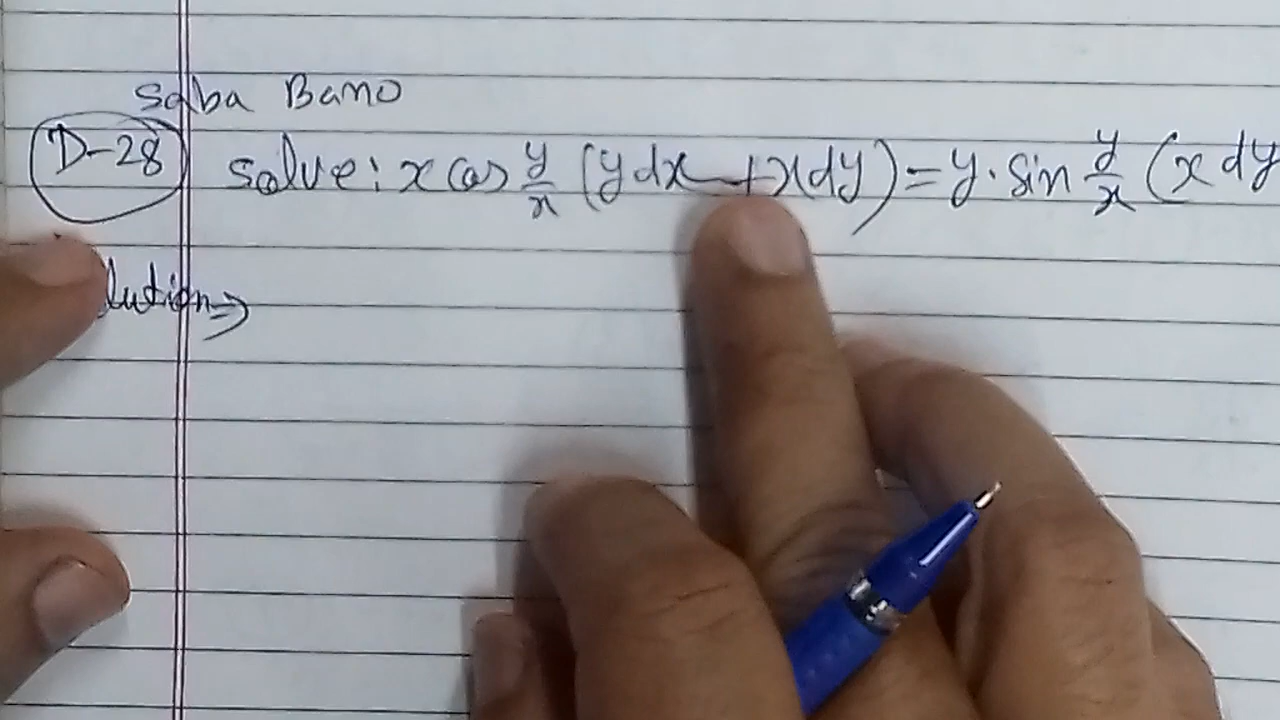 Saba Bano
D-28 Solve: x cos y/x (y dx + x dy) = y. sin y/x (x dy
lution ⇒